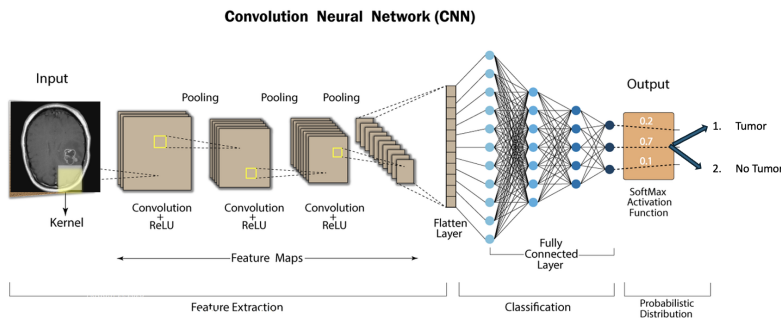 Convolution Neural Network (CNN)
Input
Output
Pooling
Pooling
Pooling
0.2
0.7
0.1
1. Tumor
2. No Tumor
Kernel
Convolution
+
ReLU
Convolution
+
ReLU
Convolution
+
ReLU
Flatten
Layer
SoftMax
Activation
Function
Fully
Connected
Layer
Feature Maps
Feature Extraction
Classification
Probabilistic
Distribution